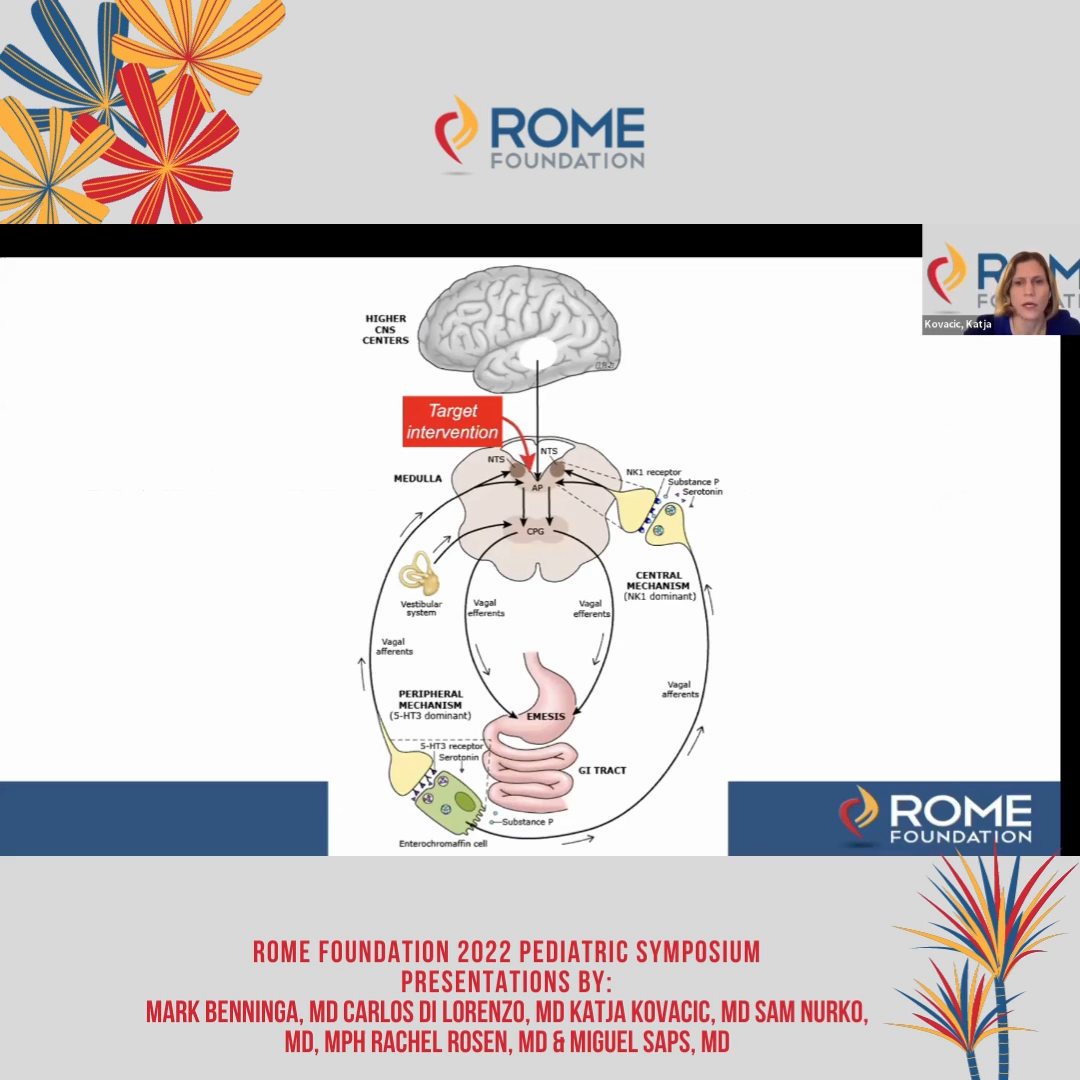 ROME
FOUNDATION
HIGHER
CNS
CENTERS
Target
intervention
NTS
NTS
MEDULLA
AP
CPG
NK1 receptor
Substance P
Serotonin
Vestibular
system
CENTRAL
MECHANISM
(NK1 dominant)
Vagal
efferents
Vagal
efferents
Vagal
afferents
Vagal
afferents
PERIPHERAL
MECHANISM
(5-HT3 dominant)
EMESIS
5-HT3 receptor
Serotonin
GI TRACT
Substance P
Enterochromaffin cell
Kovacic, Katja
ROME
FOUNDATION
ROME FOUNDATION 2022 PEDIATRIC SYMPOSIUM
PRESENTATIONS BY:
MARK BENNINGA, MD CARLOS DI LORENZO, MD KATJA KOVACIC, MD SAM NURKO,
MD, MPH RACHEL ROSEN, MD & MIGUEL SAPS, MD